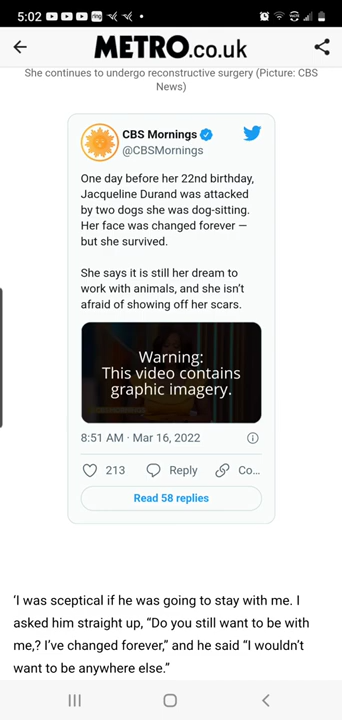 5:02
ring
METRO.co.uk
She continues to undergo reconstructive surgery (Picture: CBS
News)
CBS Mornings
@CBSMornings
One day before her 22nd birthday,
Jacqueline Durand was attacked
by two dogs she was dog-sitting.
Her face was changed forever —
but she survived.
She says it is still her dream to
work with animals, and she isn't
afraid of showing off her scars.
Warning:
This video contains
graphic imagery.
8:51 AM · Mar 16, 2022
213 Reply Co...
Read 58 replies
'I was sceptical if he was going to stay with me. I
asked him straight up, “Do you still want to be with
me,? I've changed forever,” and he said “I wouldn't
want to be anywhere else.”